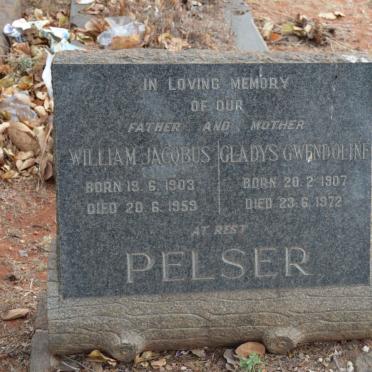 IN LOVING MEMORY
OF OUR
FATHER AND MOTHER
WILLIAM JACOBUS GLADYS GWENDOLINE
BORN 19.6.1903 BORN 20.2.1907
DIED 20.6.1959 DIED 23.6.1972
AT REST
PELSER